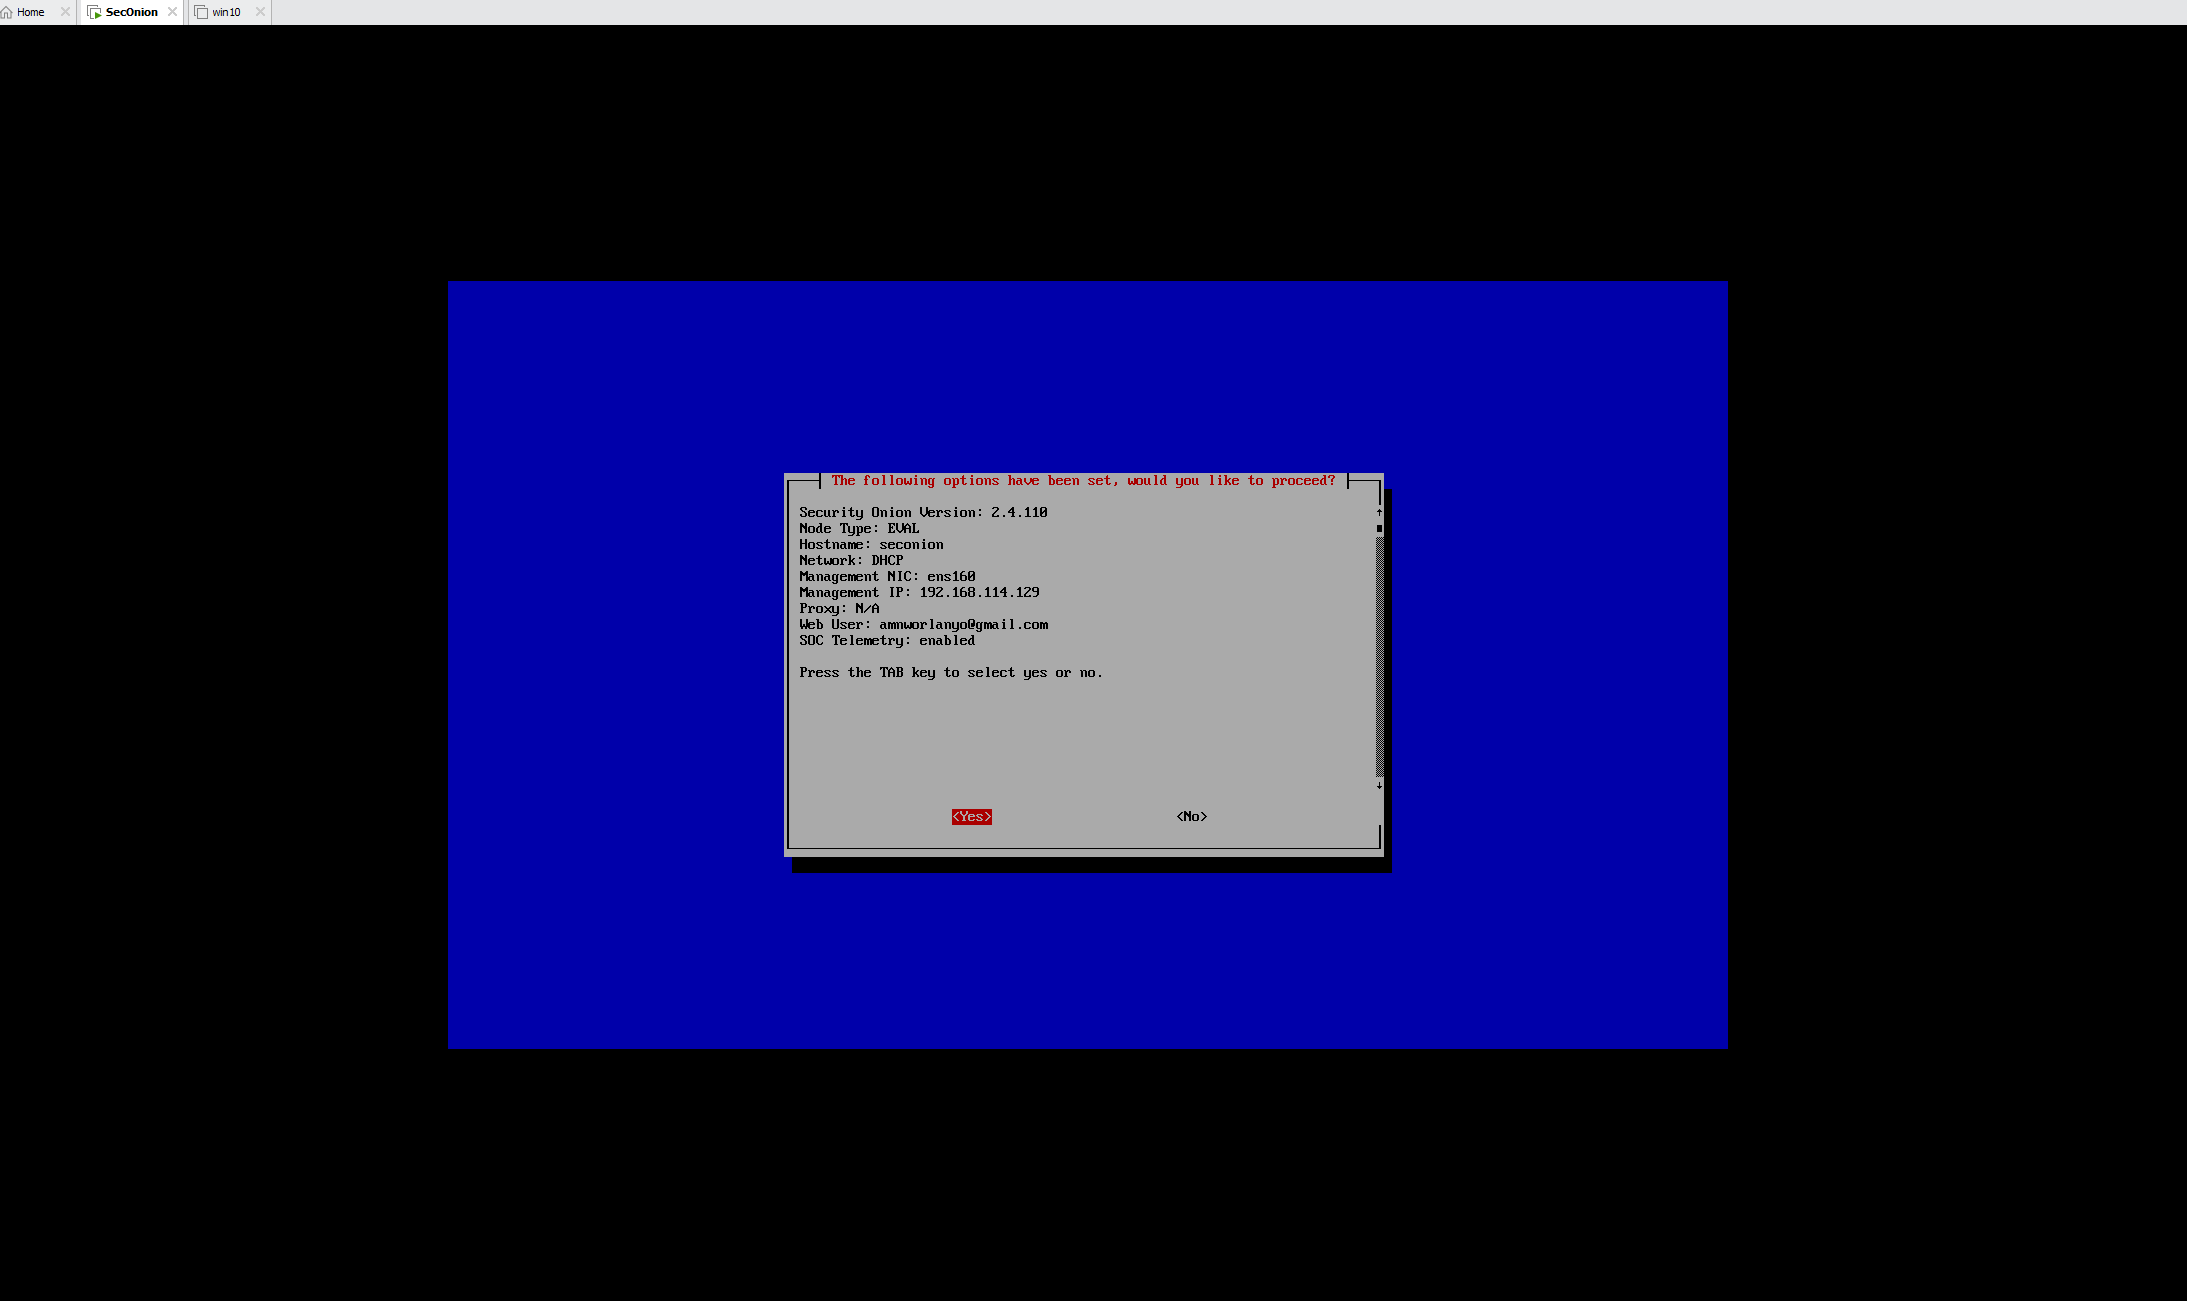 Home
SecOnion
win10
The following options have been set, would you like to proceed?
Security Onion Version: 2.4.110
Node Type: EVAL
Hostname: seconion
Network: DHCP
Management NIC: ens160
Management IP: 192.168.114.129
Proxy: N/A
Web User: amnworlanyo@gmail.com
SOC Telemetry: enabled
Press the TAB key to select yes or no.
<Yes> <No>